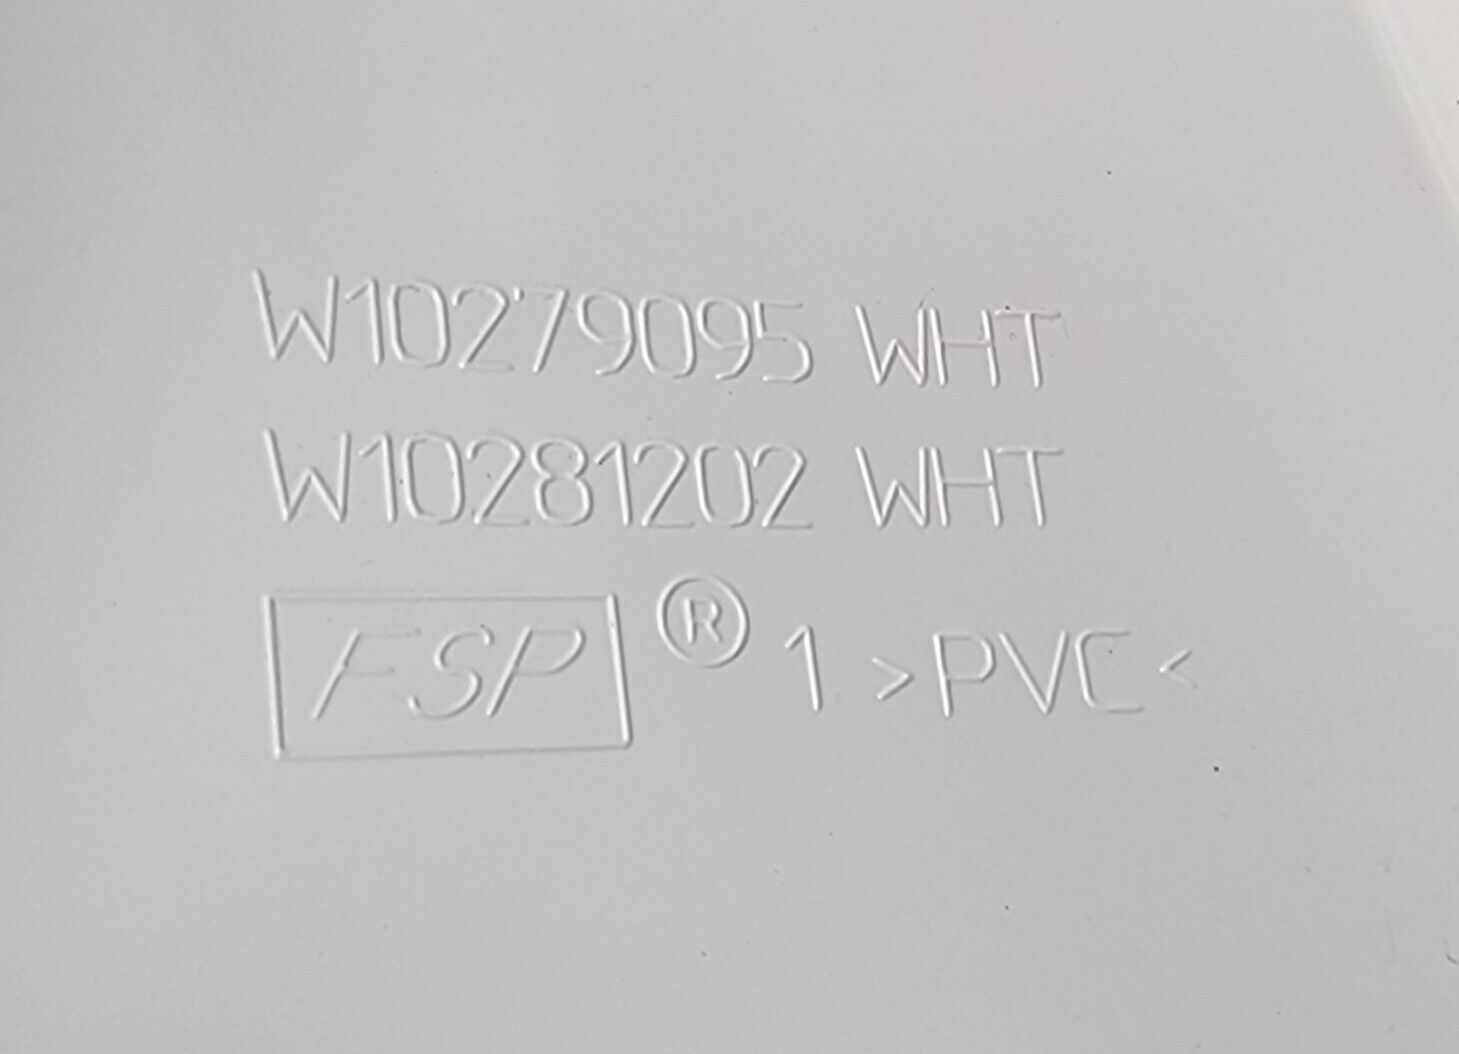 W10279095 WHT
W10281202 WHT
FSP ® 1 >PVC<